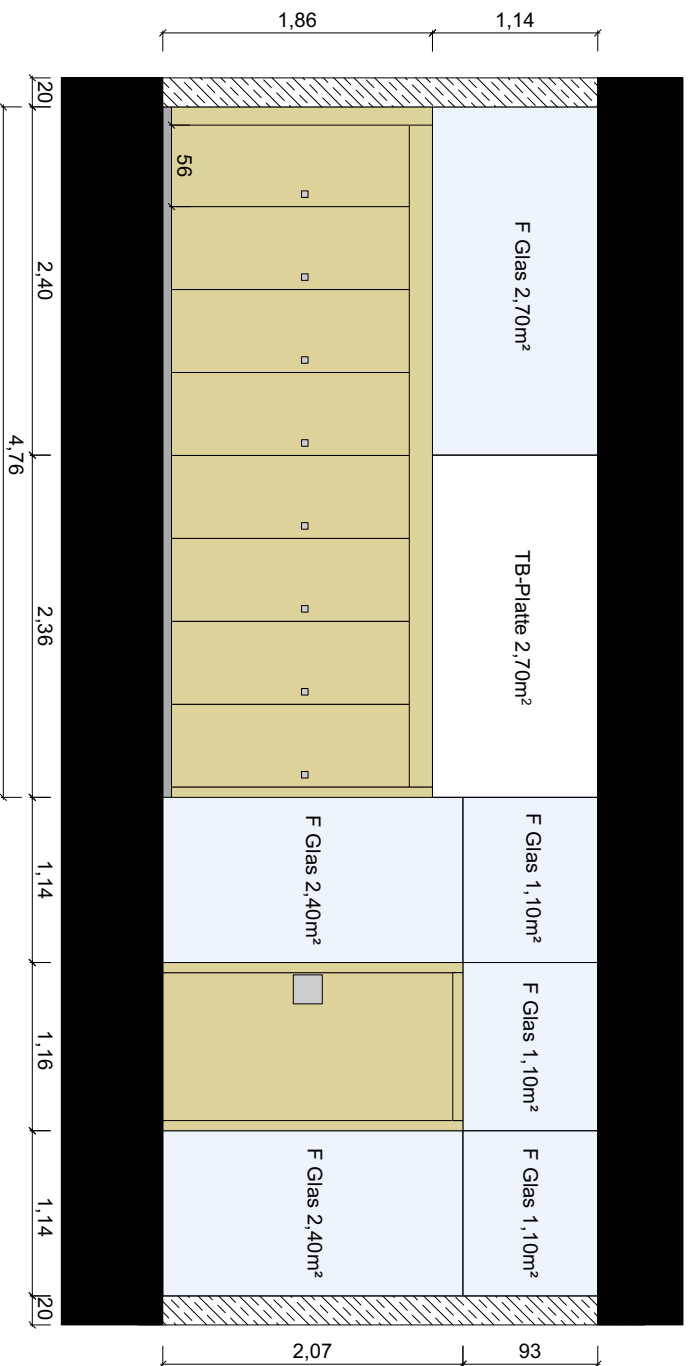 1,86
1,14
20
2,40
2,36
4,76
1,14
1,16
1,14
20
56
F Glas 2,70m²
TB-Platte 2,70m²
F Glas 2,40m²
F Glas 1,10m²
F Glas 1,10m²
F Glas 2,40m²
F Glas 1,10m²
2,07
93